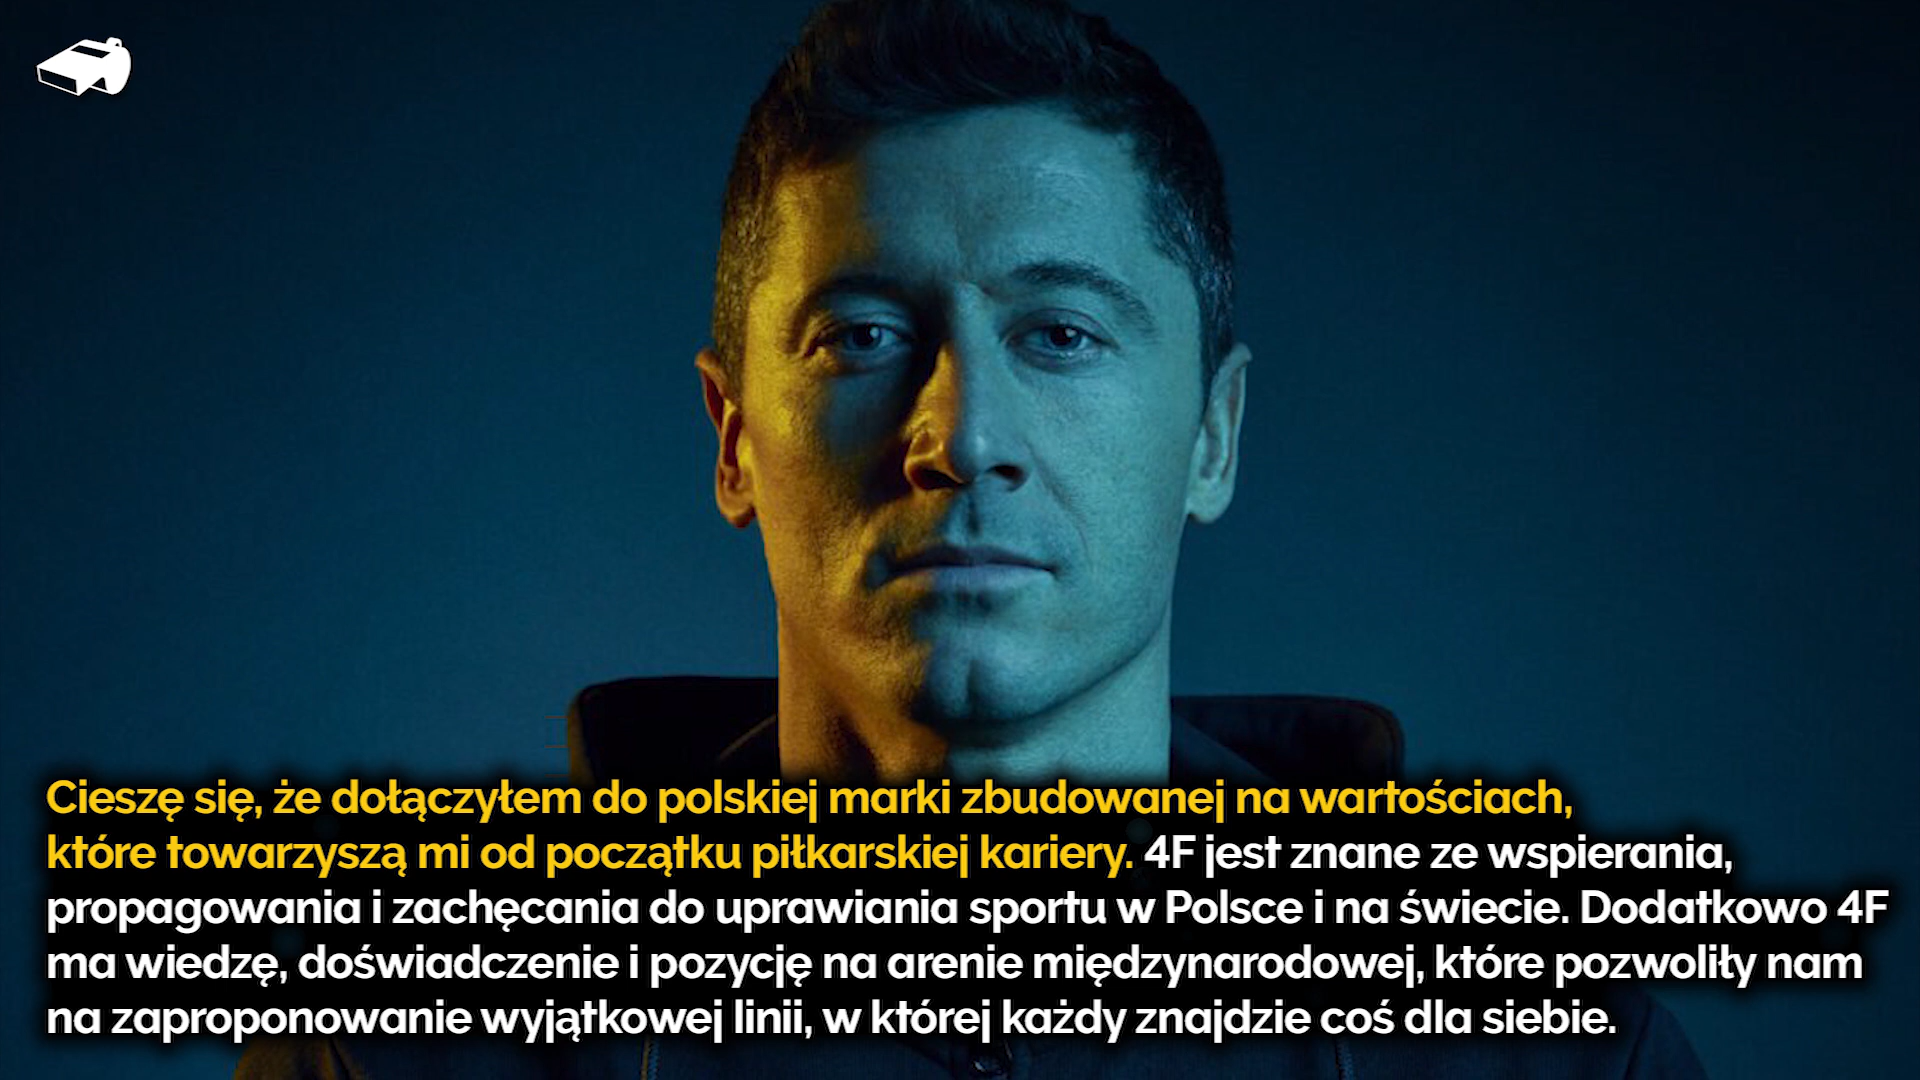 Cieszę się, że dołączyłem do polskiej marki zbudowanej na wartościach,
które towarzyszą mi od początku piłkarskiej kariery. 4F jest znane ze wspierania,
propagowania i zachęcania do uprawiania sportu w Polsce i na świecie. Dodatkowo 4F
ma wiedzę, doświadczenie i pozycję na arenie międzynarodowej, które pozwoliły nam
na zaproponowanie wyjątkowej linii, w której każdy znajdzie coś dla siebie.